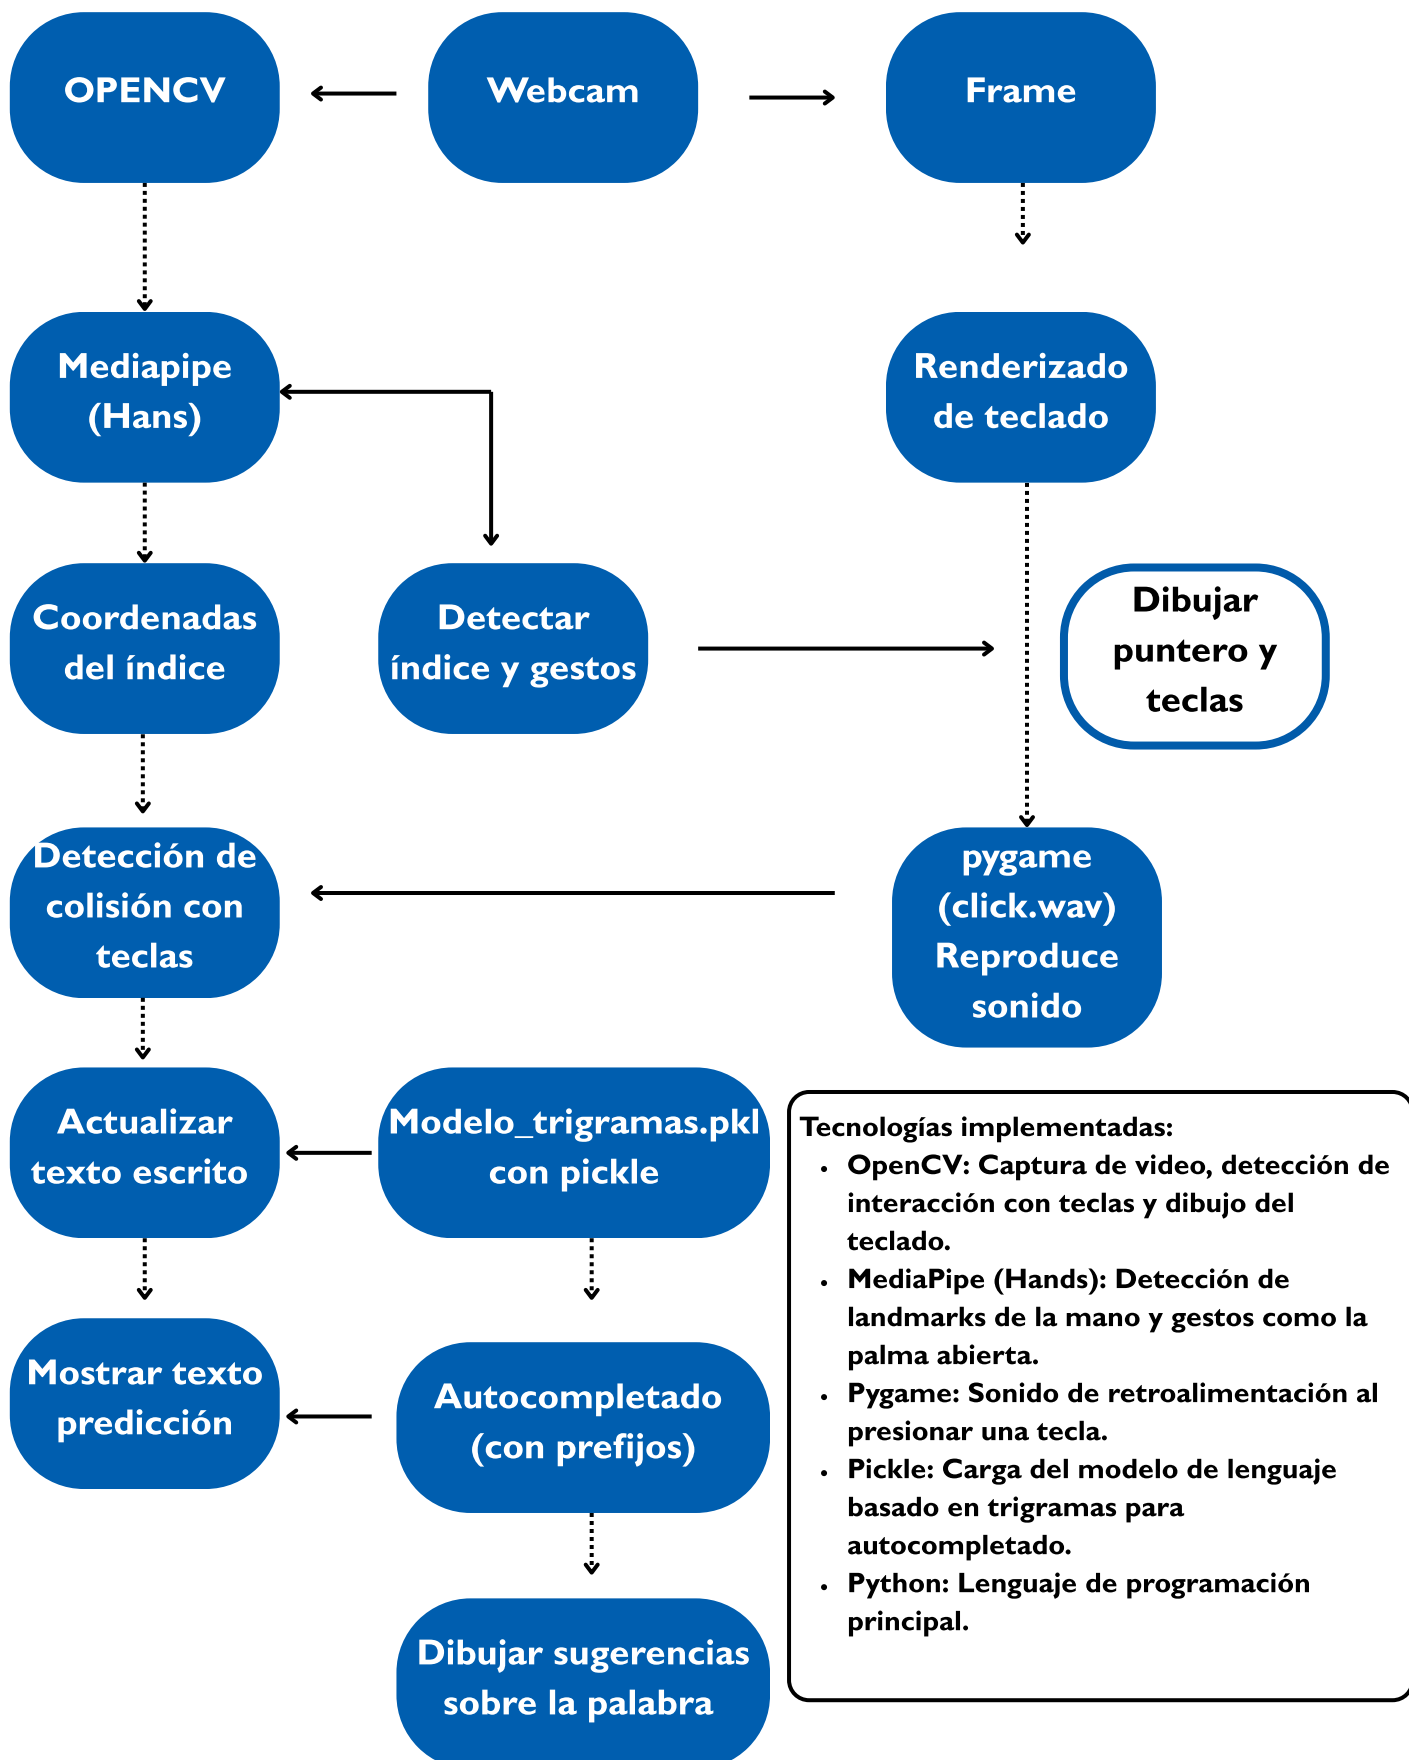 OPENCV
Webcam
Frame
Mediapipe
(Hans)
Renderizado
de teclado
Coordenadas
del índice
Detectar
índice y gestos
Dibujar
puntero y
teclas
Detección de
colisión con
teclas
pygame
(click.wav)
Reproduce
sonido
Actualizar
texto escrito
Modelo_trigramas.pkl
con pickle
Mostrar texto
predicción
Autocompletado
(con prefijos)
Dibujar sugerencias
sobre la palabra
Tecnologías implementadas:
• OpenCV: Captura de video, detección de
interacción con teclas y dibujo del
teclado.
• MediaPipe (Hands): Detección de
landmarks de la mano y gestos como la
palma abierta.
• Pygame: Sonido de retroalimentación al
presionar una tecla.
• Pickle: Carga del modelo de lenguaje
basado en trigramas para
autocompletado.
• Python: Lenguaje de programación
principal.